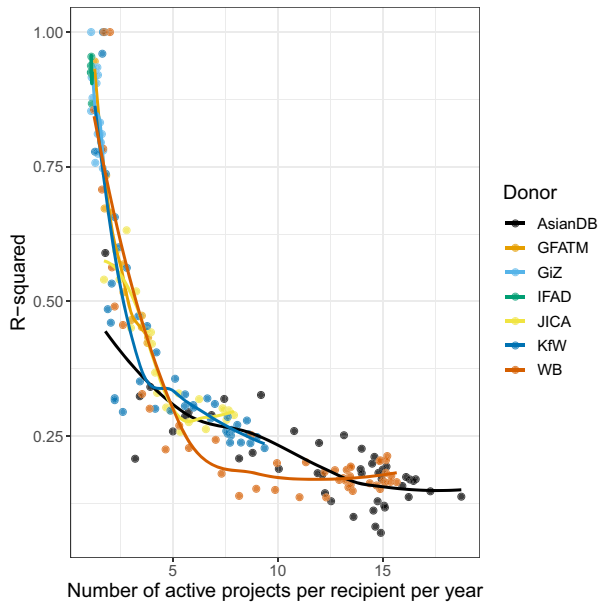 1.00
0.75
0.50
0.25
R-squared
5
10
15
Number of active projects per recipient per year
Donor
AsianDB
GFATM
GiZ
IFAD
JICA
KfW
WB